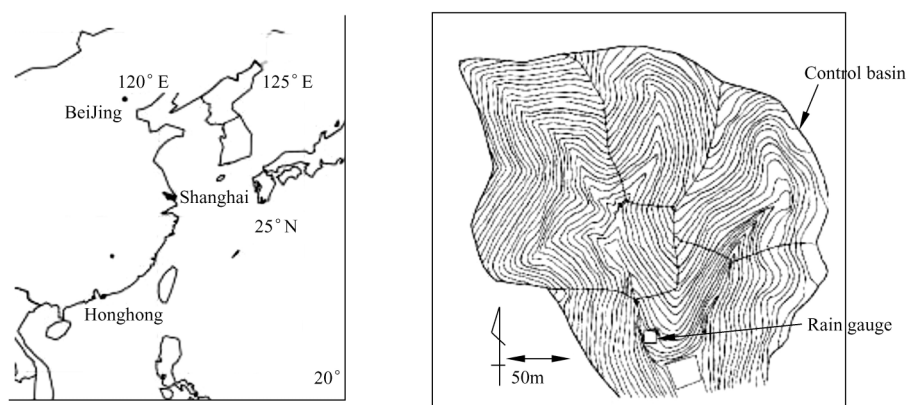 120° E
125° E
BeiJing
Shanghai
25° N
Honghong
20°
Control basin
Rain gauge
50m